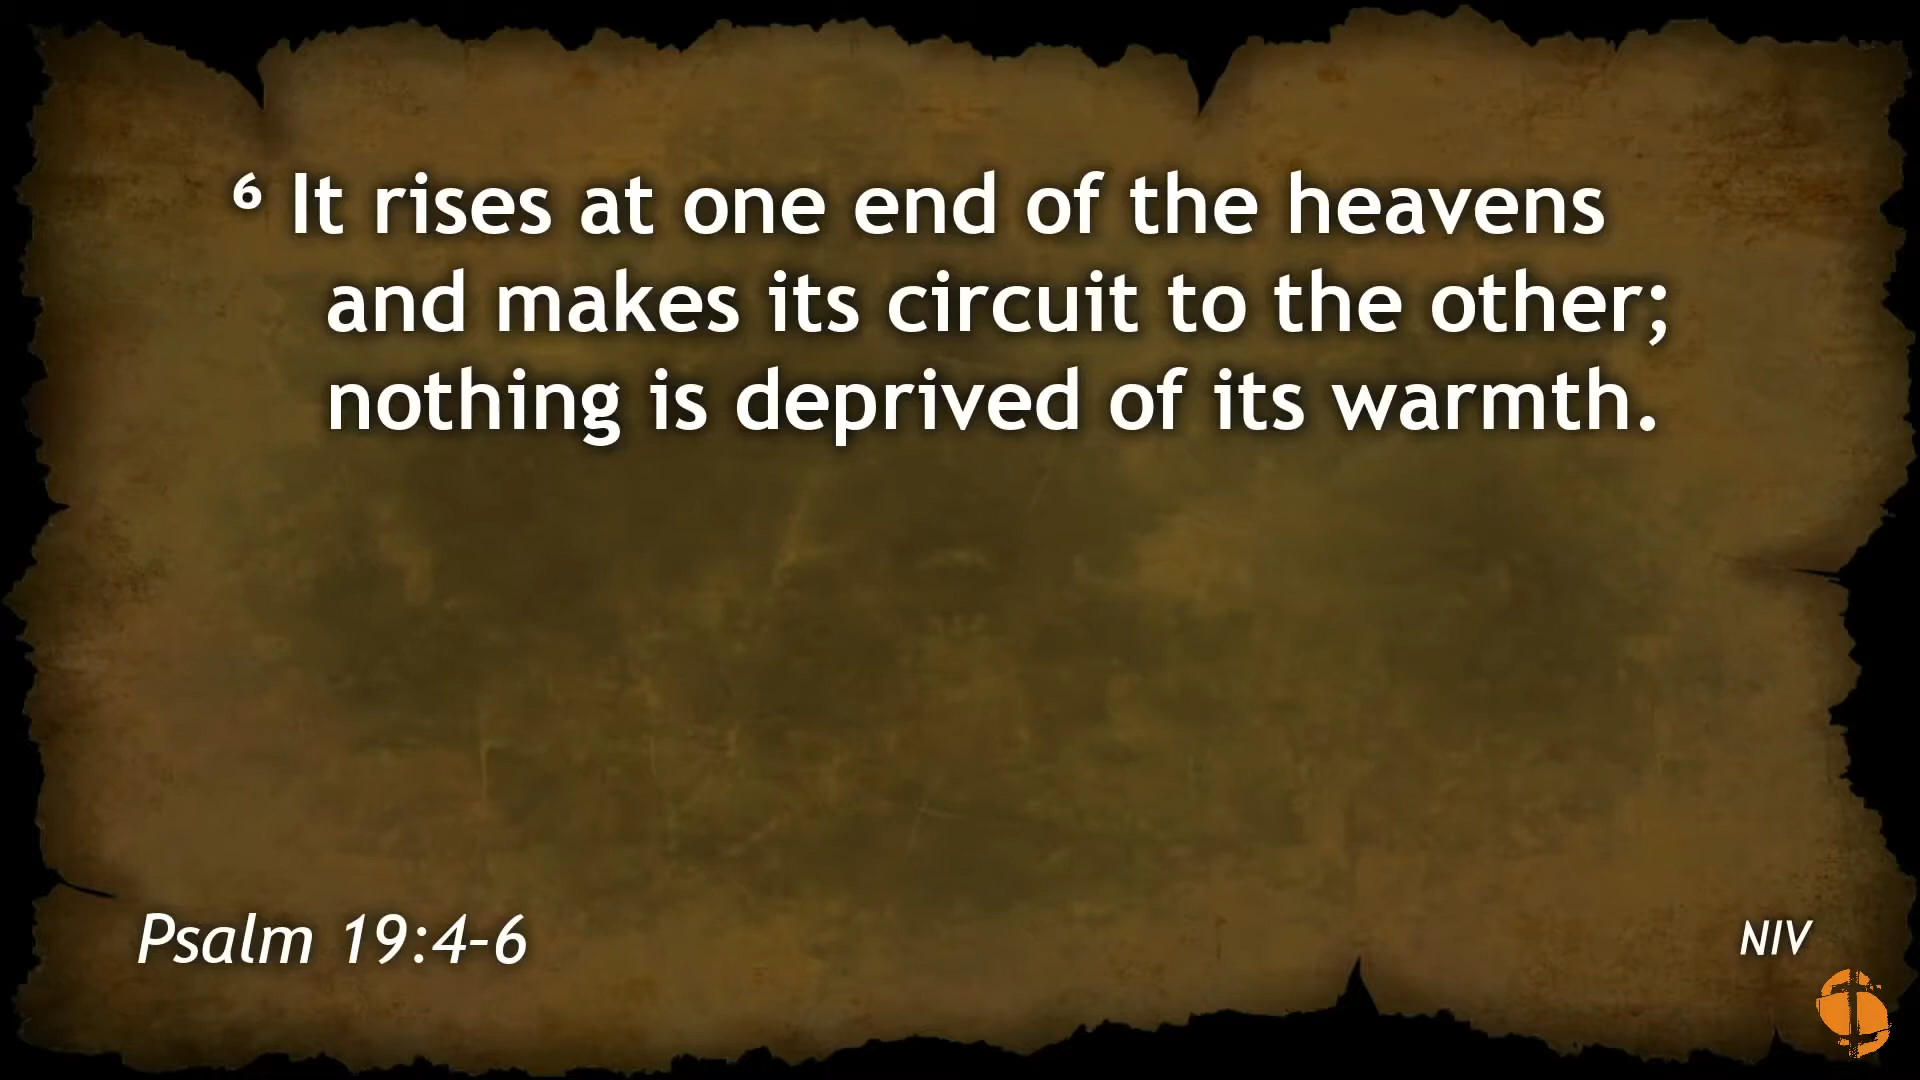 ⁶ It rises at one end of the heavens
and makes its circuit to the other;
nothing is deprived of its warmth.
Psalm 19:4–6
NIV